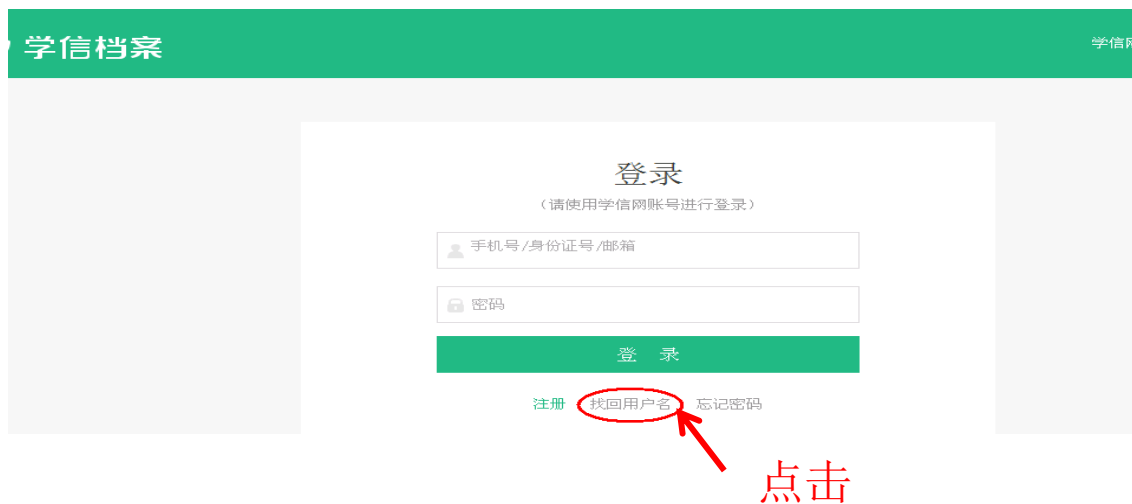 学信档案
学信网
登录
（请使用学信网账号进行登录）
手机号/身份证号/邮箱
密码
登 录
注册 找回用户名 忘记密码
点击